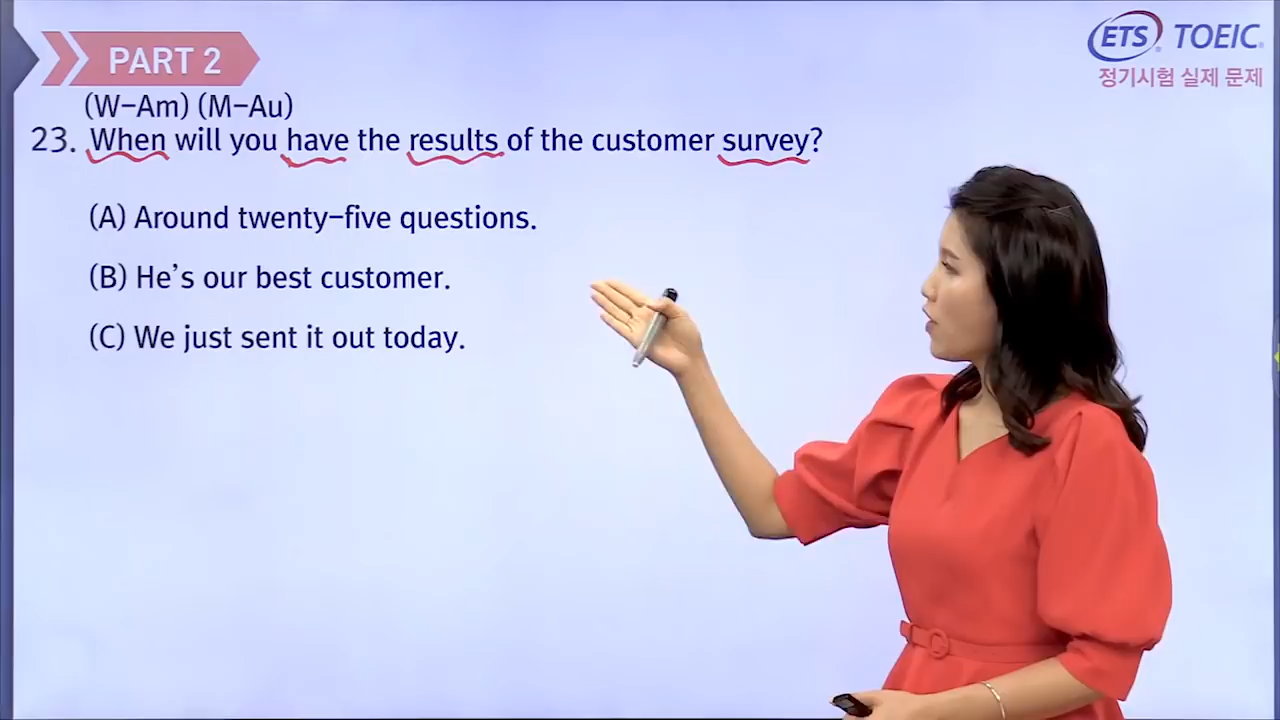 PART 2
ETS TOEIC
정기시험 실제 문제
(W-Am) (M-Au)
23. When will you have the results of the customer survey?
(A) Around twenty-five questions.
(B) He's our best customer.
(C) We just sent it out today.